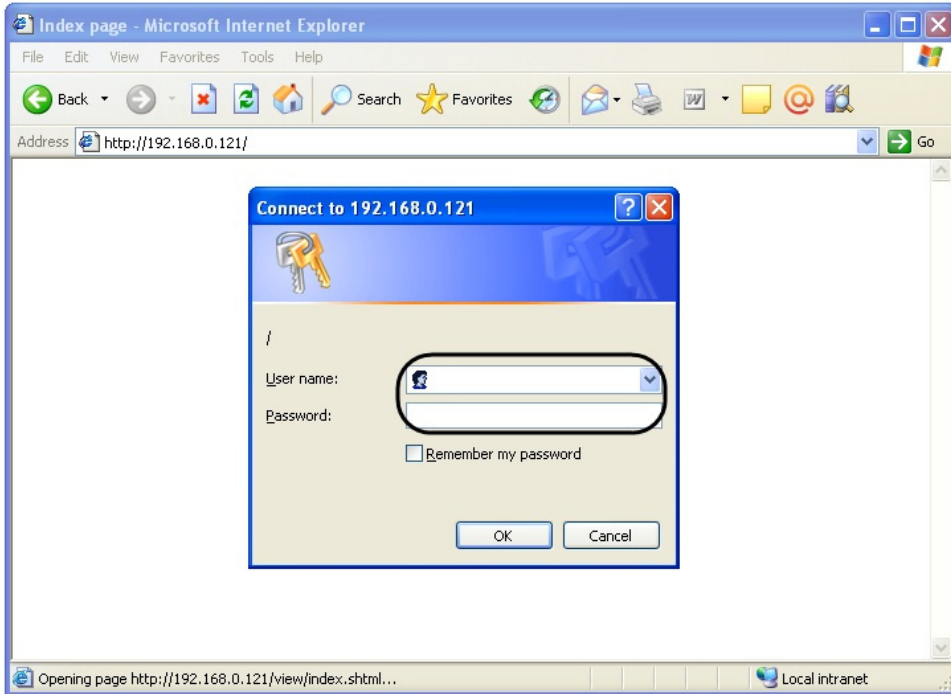 Index page - Microsoft Internet Explorer
File Edit View Favorites Tools Help
Back Search Favorites W
Address http://192.168.0.121/ Go
Connect to 192.168.0.121 ?
/
User name:
Password:
Remember my password
OK Cancel
Opening page http://192.168.0.121/view/index.shtml... Local intranet